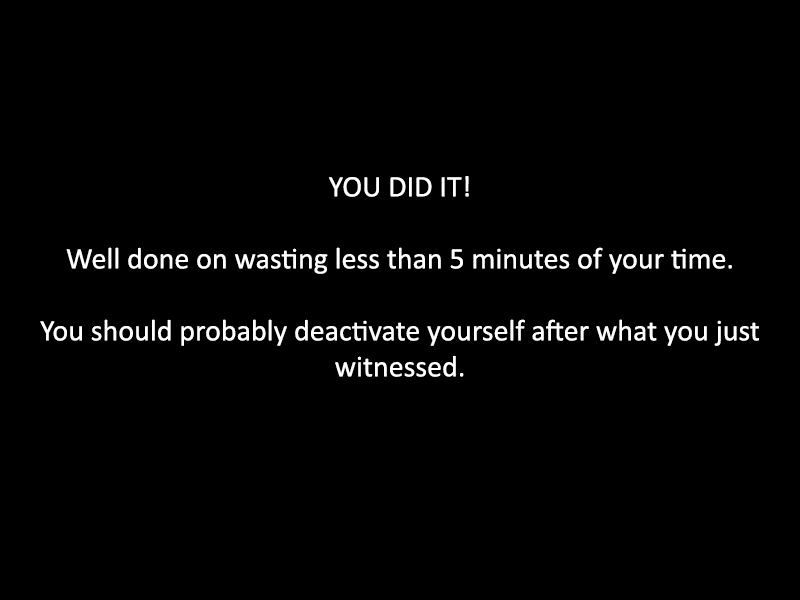 YOU DID IT!
Well done on wasting less than 5 minutes of your time.
You should probably deactivate yourself after what you just
witnessed.